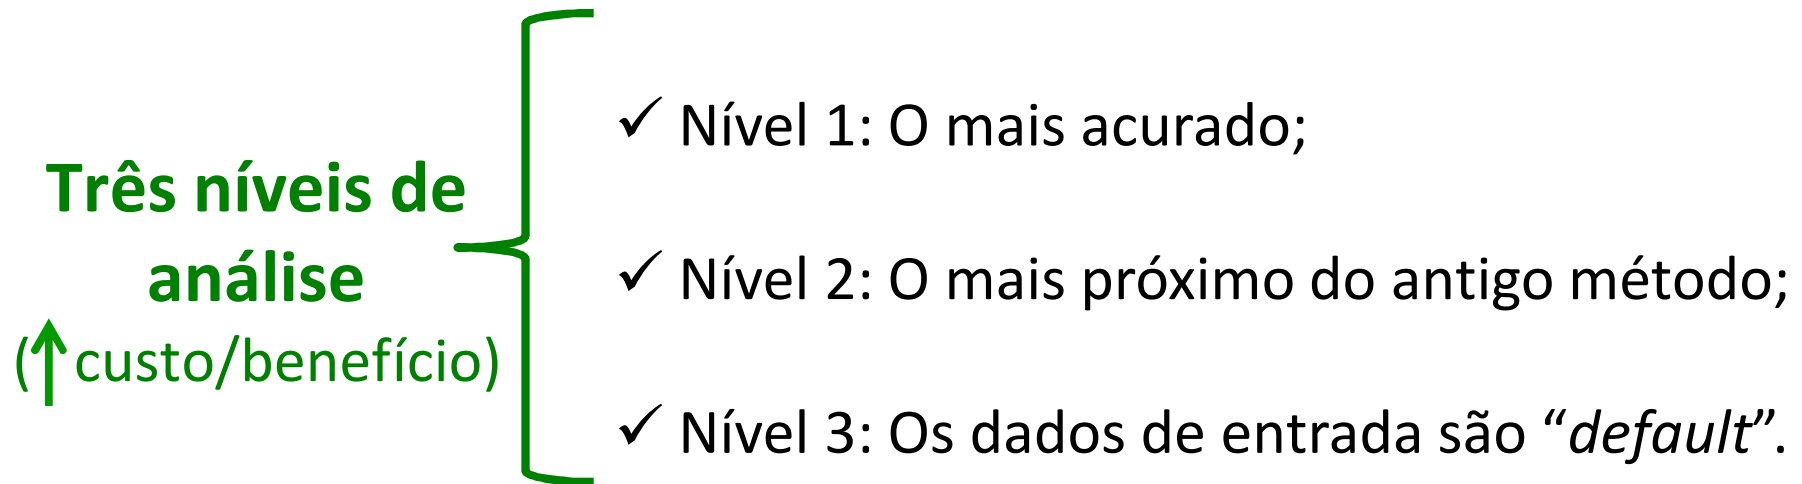 Três níveis de
análise
(↑custo/benefício)
✓ Nível 1: O mais acurado;
✓ Nível 2: O mais próximo do antigo método;
✓ Nível 3: Os dados de entrada são “default”.